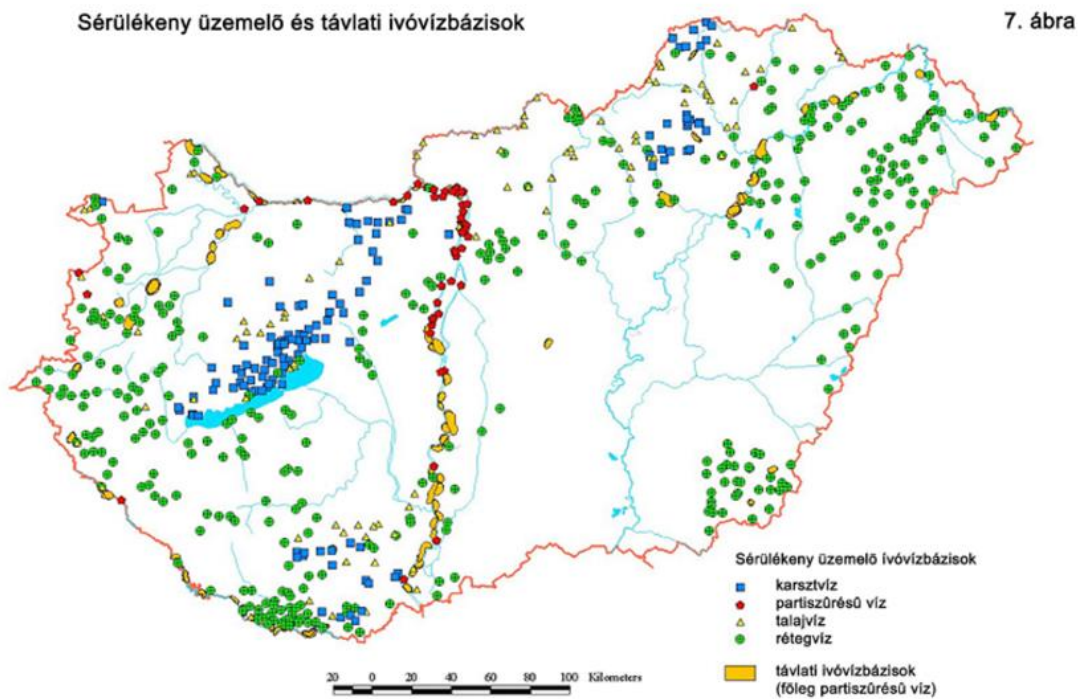 Sérülékeny üzemelő és távlati ivóvízbázisok
7. ábra
Sérülékeny üzemelő ívóvízbázisok
karsztvíz
partiszűrésű víz
talajvíz
rétegvíz
távlati ivóvízbázisok
(főleg partiszűrésű víz)
20 0 20 40 60 80 100 Kilometers